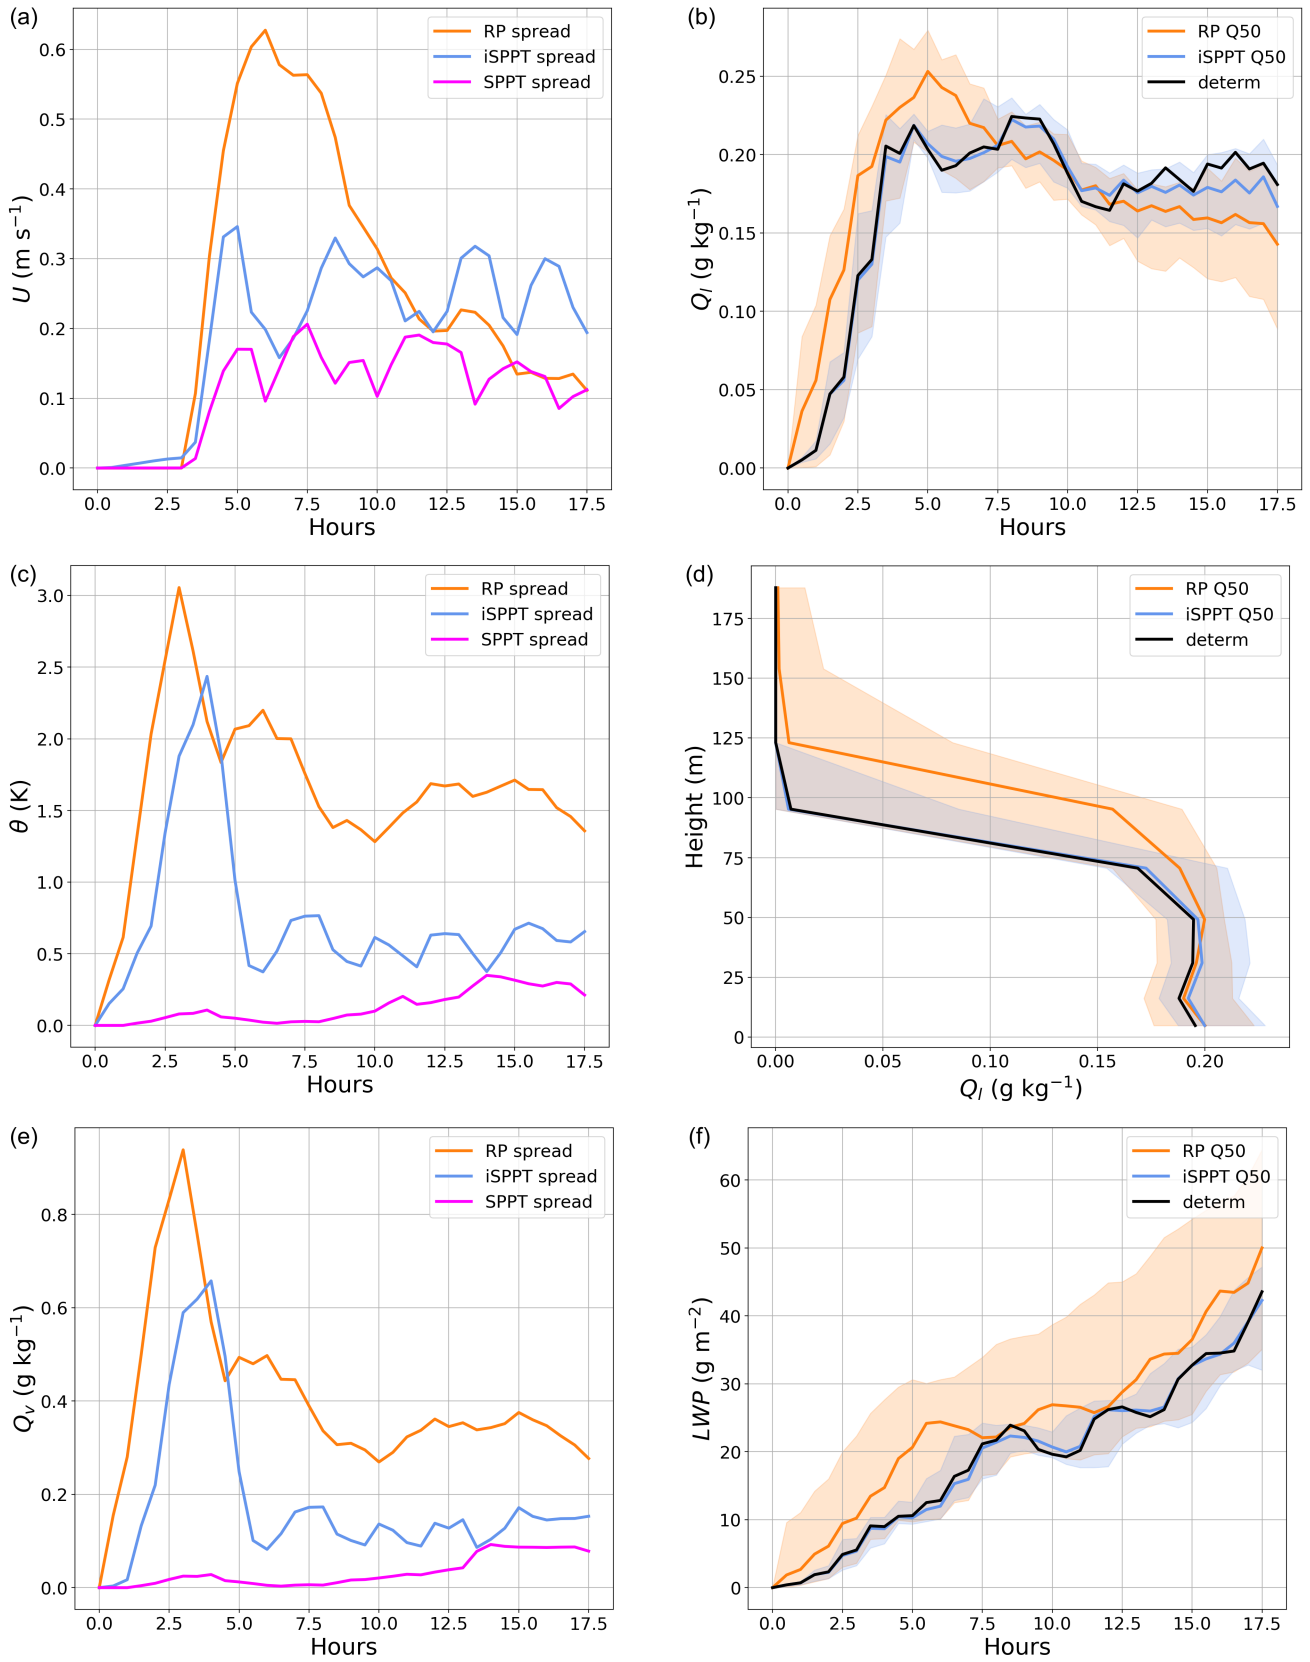 (a)
RP spread
iSPPT spread
SPPT spread
U (m s⁻¹)
0.6
0.5
0.4
0.3
0.2
0.1
0.0
0.0 2.5 5.0 7.5 10.0 12.5 15.0 17.5
Hours
(b)
RP Q50
iSPPT Q50
determ
Qₗ (g kg⁻¹)
0.25
0.20
0.15
0.10
0.05
0.00
0.0 2.5 5.0 7.5 10.0 12.5 15.0 17.5
Hours
(c)
RP spread
iSPPT spread
SPPT spread
θ (K)
3.0
2.5
2.0
1.5
1.0
0.5
0.0
0.0 2.5 5.0 7.5 10.0 12.5 15.0 17.5
Hours
(d)
RP Q50
iSPPT Q50
determ
Height (m)
175
150
125
100
75
50
25
0
0.00 0.05 0.10 0.15 0.20
Qₗ (g kg⁻¹)
(e)
RP spread
iSPPT spread
SPPT spread
Qᵥ (g kg⁻¹)
0.8
0.6
0.4
0.2
0.0
0.0 2.5 5.0 7.5 10.0 12.5 15.0 17.5
Hours
(f)
RP Q50
iSPPT Q50
determ
LWP (g m⁻²)
60
50
40
30
20
10
0
0.0 2.5 5.0 7.5 10.0 12.5 15.0 17.5
Hours